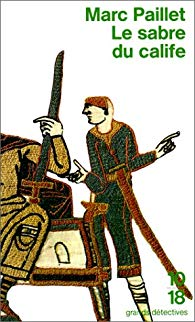 Marc Paillet
Le sabre
du calife
10
18
grands détectives